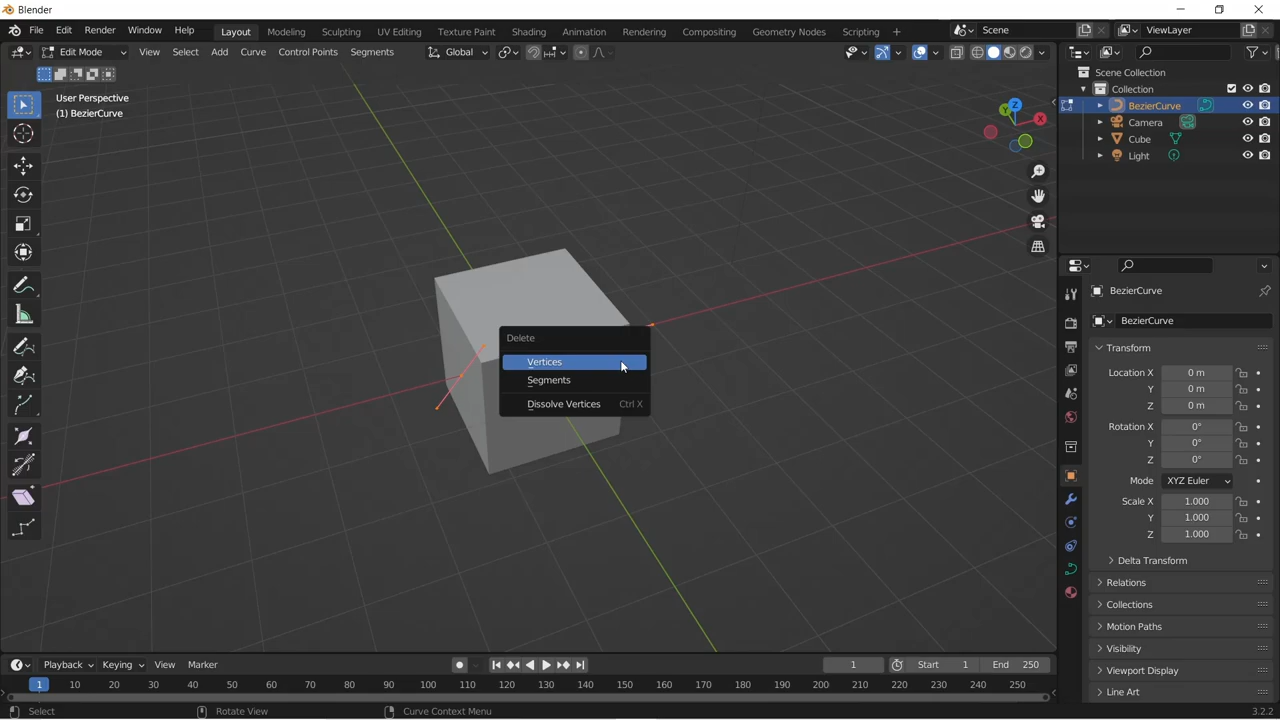 Blender
File Edit Render Window Help Layout Modeling Sculpting UV Editing Texture Paint Shading Animation Rendering Compositing Geometry Nodes Scripting + Scene ViewLayer
Edit Mode View Select Add Curve Control Points Segments Global
User Perspective
(1) BezierCurve
Scene Collection
Collection
BezierCurve
Camera
Cube
Light
Z
Y
X
Delete
Vertices
Segments
Dissolve Vertices Ctrl X
BezierCurve
BezierCurve
Transform
Location X 0 m
Y 0 m
Z 0 m
Rotation X 0°
Y 0°
Z 0°
Mode XYZ Euler
Scale X 1.000
Y 1.000
Z 1.000
Delta Transform
Relations
Collections
Motion Paths
Visibility
Viewport Display
Line Art
Playback Keying View Marker 1 Start 1 End 250
1 10 20 30 40 50 60 70 80 90 100 110 120 130 140 150 160 170 180 190 200 210 220 230 240 250
Select Rotate View Curve Context Menu 3.2.2